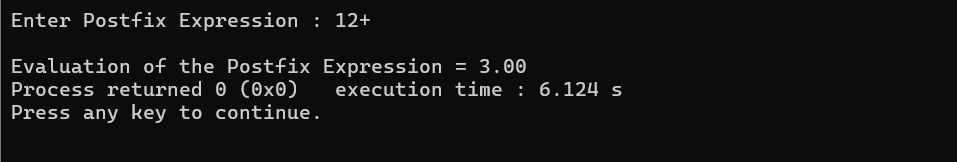 Enter Postfix Expression : 12+
Evaluation of the Postfix Expression = 3.00
Process returned 0 (0x0)   execution time : 6.124 s
Press any key to continue.